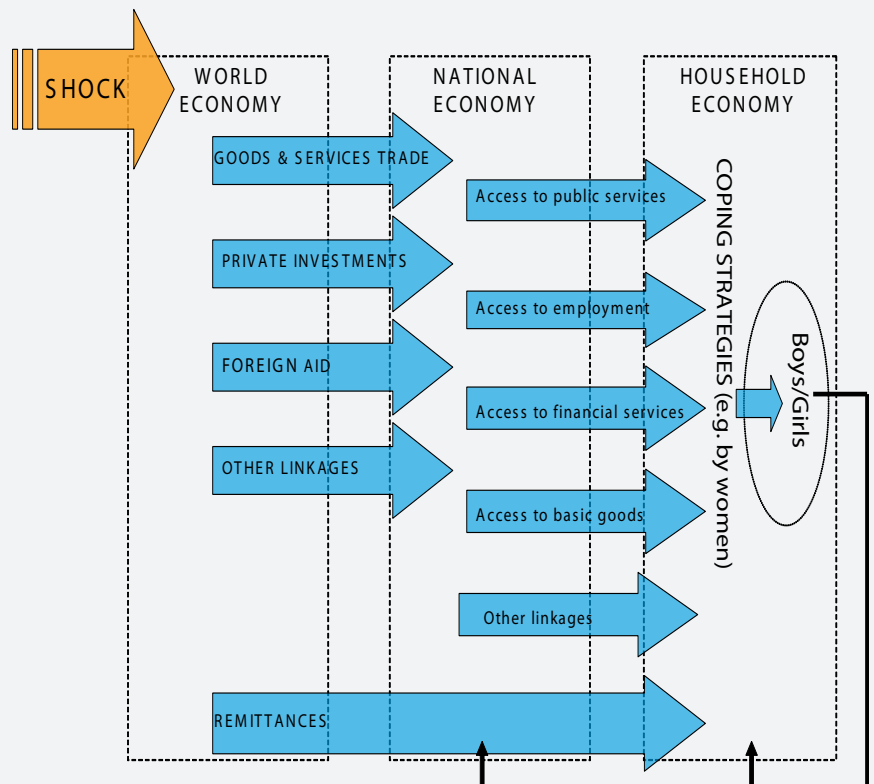 SHOCK
WORLD
ECONOMY
NATIONAL
ECONOMY
HOUSEHOLD
ECONOMY
GOODS & SERVICES TRADE
PRIVATE INVESTMENTS
FOREIGN AID
OTHER LINKAGES
REMITTANCES
Access to public services
Access to employment
Access to financial services
Access to basic goods
Other linkages
COPING STRATEGIES (e.g. by women)
Boys/Girls